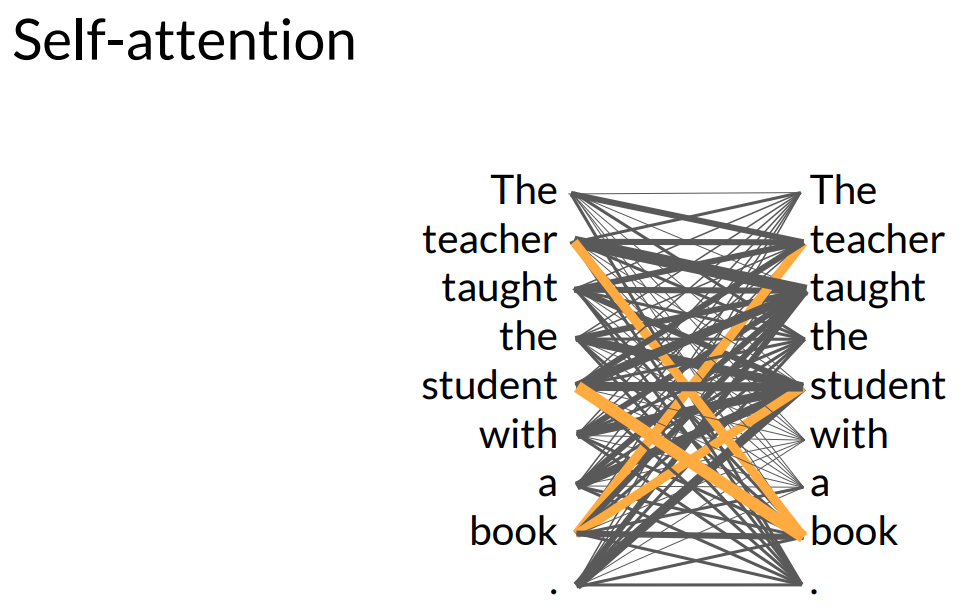 Self-attention
The The
teacher teacher
taught taught
the the
student student
with with
a a
book book
. .